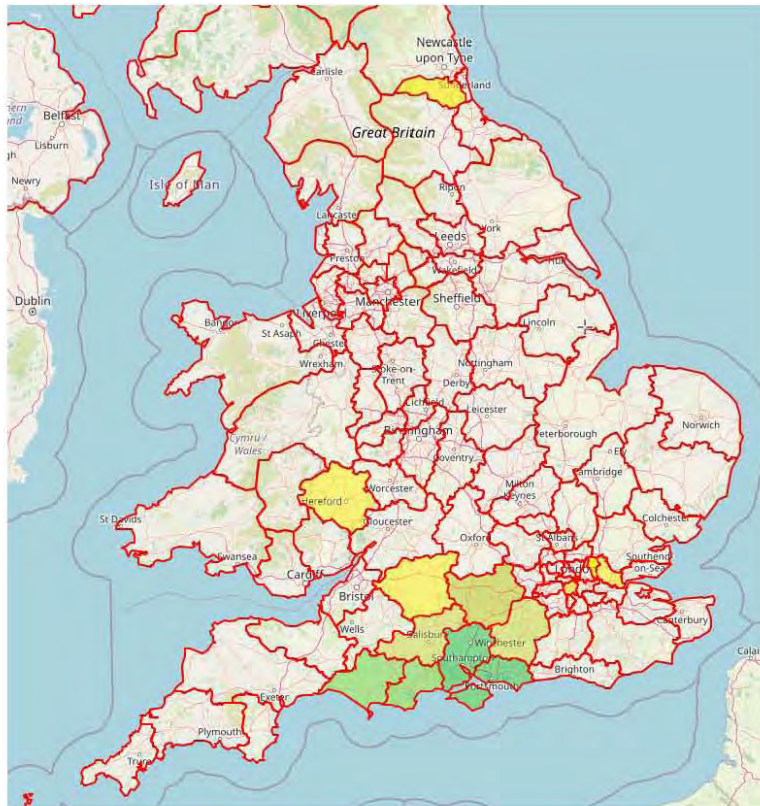 Newcastle
upon Tyne
Carlisle
Sunderland
Belfast
Lisburn
Great Britain
Newry
Isle of Man
Ripon
Lancaster
York
Leeds
Preston
Wakefield
Hull
Dublin
Manchester
Sheffield
Liverpool
Bangor
St Asaph
Chester
Lincoln
Wrexham
Stoke-on-
Trent
Nottingham
Derby
Lichfield
Leicester
Norwich
Birmingham
Peterborough
Ely
Cymru /
Wales
Coventry
Cambridge
Hereford
Worcester
Milton
Keynes
St Davids
Gloucester
Colchester
Oxford
St Albans
Swansea
Southend-
on-Sea
Cardiff
London
Bristol
Canterbury
Wells
Salisbury
Winchester
Calai
Southampton
Brighton
Portsmouth
Exeter
Plymouth
Truro